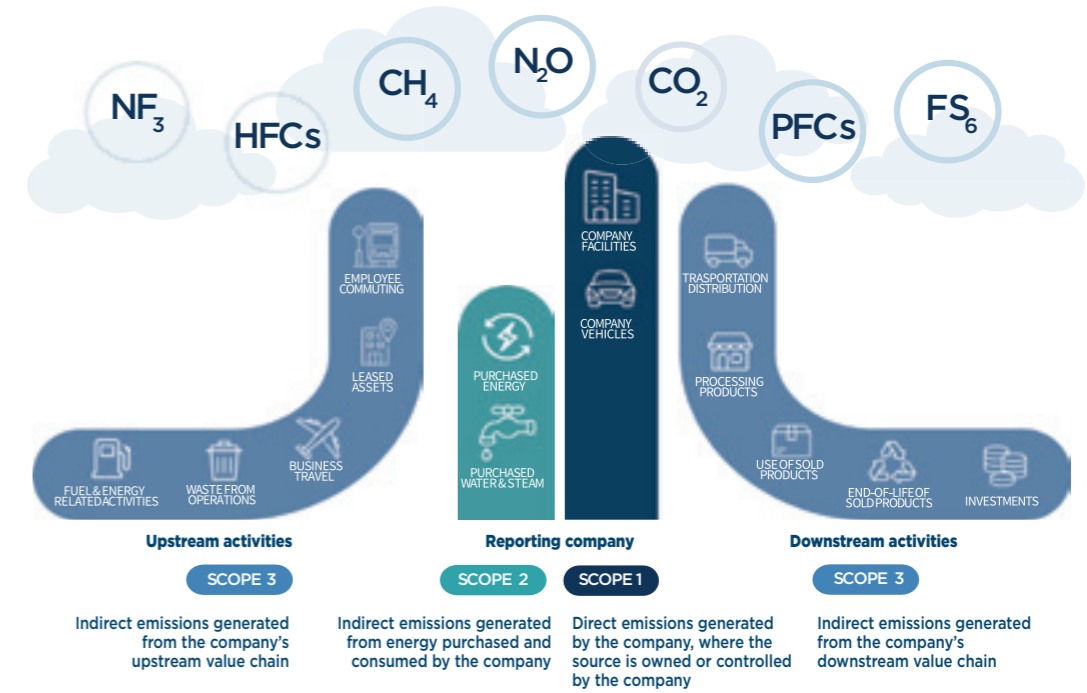 NF3
HFCs
CH4
N2O
CO2
PFCs
FS6
EMPLOYEE
COMMUTING
LEASED
ASSETS
BUSINESS
TRAVEL
WASTE FROM
OPERATIONS
FUEL & ENERGY
RELATED ACTIVITIES
PURCHASED
ENERGY
PURCHASED
WATER & STEAM
COMPANY
FACILITIES
COMPANY
VEHICLES
TRASPORTATION
DISTRIBUTION
PROCESSING
PRODUCTS
USE OF SOLD
PRODUCTS
END-OF-LIFE OF
SOLD PRODUCTS
INVESTMENTS
Upstream activities
SCOPE 3
Indirect emissions generated
from the company's
upstream value chain
Reporting company
SCOPE 2
Indirect emissions generated
from energy purchased and
consumed by the company
SCOPE 1
Direct emissions generated
by the company, where the
source is owned or controlled
by the company
Downstream activities
SCOPE 3
Indirect emissions generated
from the company's
downstream value chain